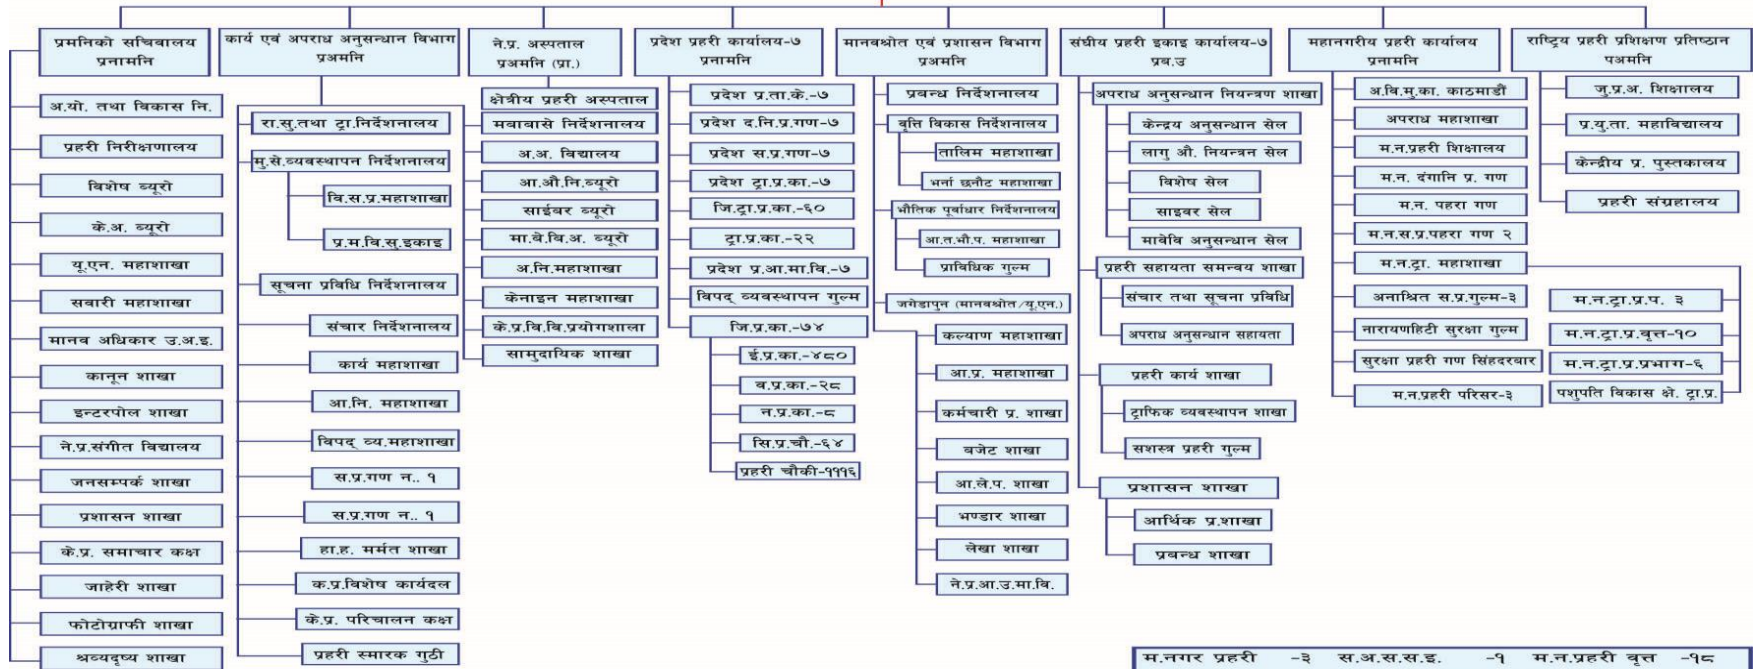 प्रमनिको सचिबालय
प्रनामनि
अ.यो. तथा विकास नि.
प्रहरी निरीक्षणालय
विशेष ब्यूरो
के.अ. ब्यूरो
यू.एन. महाशाखा
सवारी महाशाखा
मानव अधिकार उ.अ.इ.
कानून शाखा
इन्टरपोल शाखा
ने.प्र.संगीत विद्यालय
जनसम्पर्क शाखा
प्रशासन शाखा
के.प्र. समाचार कक्ष
जाहेरी शाखा
फोटोग्राफी शाखा
श्रब्यदृष्य शाखा
कार्य एवं अपराध अनुसन्धान विभाग
प्रअमनि
रा.सु.तथा ट्रा.निर्देशनालय
मु.से.ब्यवस्थापन निर्देशनालय
वि.स.प्र.महाशाखा
प्र.म.वि.सु.इकाइ
सूचना प्रविधि निर्देशनालय
संचार निर्देशनालय
कार्य महाशाखा
आ.नि. महाशाखा
विपद् व्य.महाशाखा
स.प्र.गण न.. १
स.प्र.गण न.. १
हा.ह. मर्मत शाखा
क.प्र.विशेष कार्यदल
के.प्र. परिचालन कक्ष
प्रहरी स्मारक गुठी
ने.प्र. अस्पताल
प्रअमनि (प्रा.)
क्षेत्रीय प्रहरी अस्पताल
मबाबासे निर्देशनालय
अ.अ. विद्यालय
आ.औ.नि.ब्यूरो
साईबर ब्यूरो
मा.बे.बि.अ. ब्यूरो
अ.नि.महाशाखा
केनाइन महाशाखा
के.प्र.वि.वि.प्रयोगशाला
सामुदायिक शाखा
प्रदेश प्रहरी कार्यालय-७
प्रनामनि
प्रदेश प्र.ता.के.-७
प्रदेश द.नि.प्र.गण-७
प्रदेश स.प्र.गण-७
प्रदेश ट्रा.प्र.का.-७
जि.ट्रा.प्र.का.-६०
ट्रा.प्र.का.-२२
प्रदेश प्र.आ.मा.वि.-७
विपद् व्यवस्थापन गुल्म
जि.प्र.का.-७४
ई.प्र.का.-४८०
व.प्र.का.-२८
न.प्र.का.-८
सि.प्र.चौ.-६४
प्रहरी चौकी-१११६
मानवश्रोत एवं प्रशासन विभाग
प्रअमनि
प्रबन्ध निर्देशनालय
वृत्ति विकास निर्देशनालय
तालिम महाशाखा
भर्ना छनौट महाशाखा
भौतिक पूर्वाधार निर्देशनालय
आ.त.भौ.प. महाशाखा
प्राविधिक गुल्म
जगेडापुन (मानवश्रोत/यू.एन.)
कल्याण महाशाखा
आ.प्र. महाशाखा
कर्मचारी प्र. शाखा
बजेट शाखा
आ.ले.प. शाखा
भण्डार शाखा
लेखा शाखा
ने.प्र.आ.उ.मा.वि.
संघीय प्रहरी इकाइ कार्यालय-७
प्रब.उ
अपराध अनुसन्धान नियन्त्रण शाखा
केन्द्रय अनुसन्धान सेल
लागु औ. नियन्त्रन सेल
विशेष सेल
साइबर सेल
मावेवि अनुसन्धान सेल
प्रहरी सहायता समन्वय शाखा
संचार तथा सूचना प्रविधि
अपराध अनुसन्धान सहायता
प्रहरी कार्य शाखा
ट्राफिक व्यवस्थापन शाखा
सशस्त्र प्रहरी गुल्म
प्रशासन शाखा
आर्थिक प्र.शाखा
प्रबन्ध शाखा
महानगरीय प्रहरी कार्यालय
प्रनामनि
अ.वि.मु.का. काठमाडौं
अपराध महाशाखा
म.न.प्रहरी शिक्षालय
म.न. दंगानि प्र. गण
म.न. पहरा गण
म.न.स.प्र.पहरा गण २
म.न.ट्रा. महाशाखा
अनाश्रित स.प्र.गुल्म-३
नारायणहिटी सुरक्षा गुल्म
सुरक्षा प्रहरी गण सिंहदरबार
म.न.प्रहरी परिसर-३
राष्ट्रिय प्रहरी प्रशिक्षण प्रतिष्ठान
पअमनि
जु.प्र.अ. शिक्षालय
प्र.यु.ता. महाविद्यालय
केन्द्रीय प्र. पुस्तकालय
प्रहरी संग्रहालय
म.न.ट्रा.प्र.प. ३
म.न.ट्रा.प्र.वृत्त-१०
म.न.ट्रा.प्र.प्रभाग-६
पशुपति विकास क्षे. ट्रा.प्र.
म.नगर प्रहरी -३ स.अ.स.स.इ. -१ म.न.प्रहरी वृत्त -१८